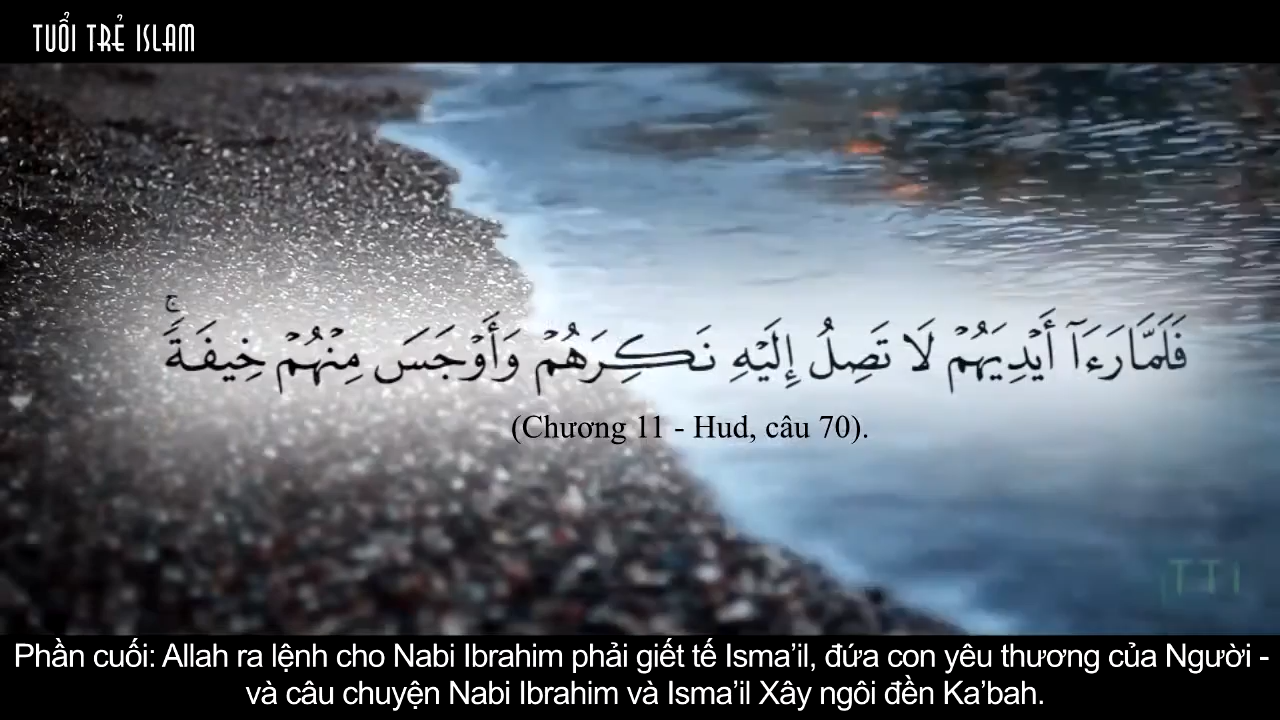 TUỔI TRẺ ISLAM
فَلَمَّا رَءَآ أَيْدِيَهُمْ لَا تَصِلُ إِلَيْهِ نَكِرَهُمْ وَأَوْجَسَ مِنْهُمْ خِيفَةًۚ
(Chương 11 - Hud, câu 70).
TTI
Phần cuối: Allah ra lệnh cho Nabi Ibrahim phải giết tế Isma’il, đứa con yêu thương của Người -
và câu chuyện Nabi Ibrahim và Isma’il Xây ngôi đền Ka’bah.